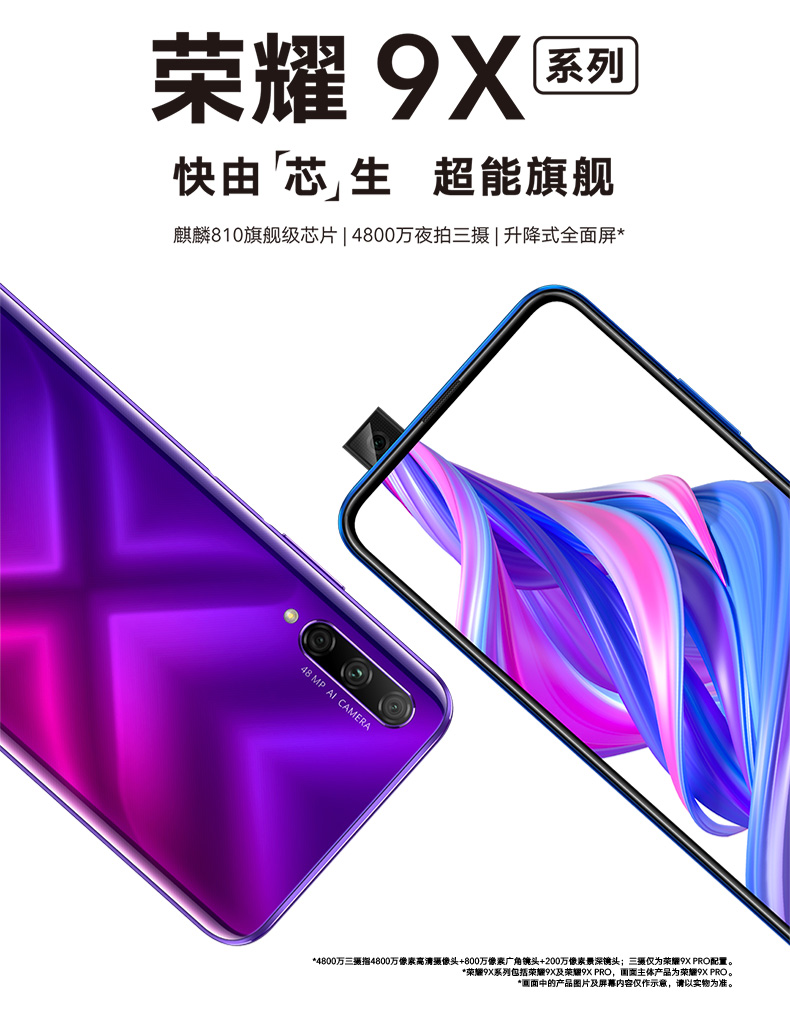 荣耀 9X 系列
快由「芯」生 超能旗舰
麒麟810旗舰级芯片 | 4800万夜拍三摄 | 升降式全面屏*
48 MP AI CAMERA
*4800万三摄指4800万像素高清摄像头+800万像素广角镜头+200万像素景深镜头；三摄仅为荣耀9X PRO配置。
*荣耀9X系列包括荣耀9X及荣耀9X PRO，画面主体产品为荣耀9X PRO。
*画面中的产品图片及屏幕内容仅作示意，请以实物为准。